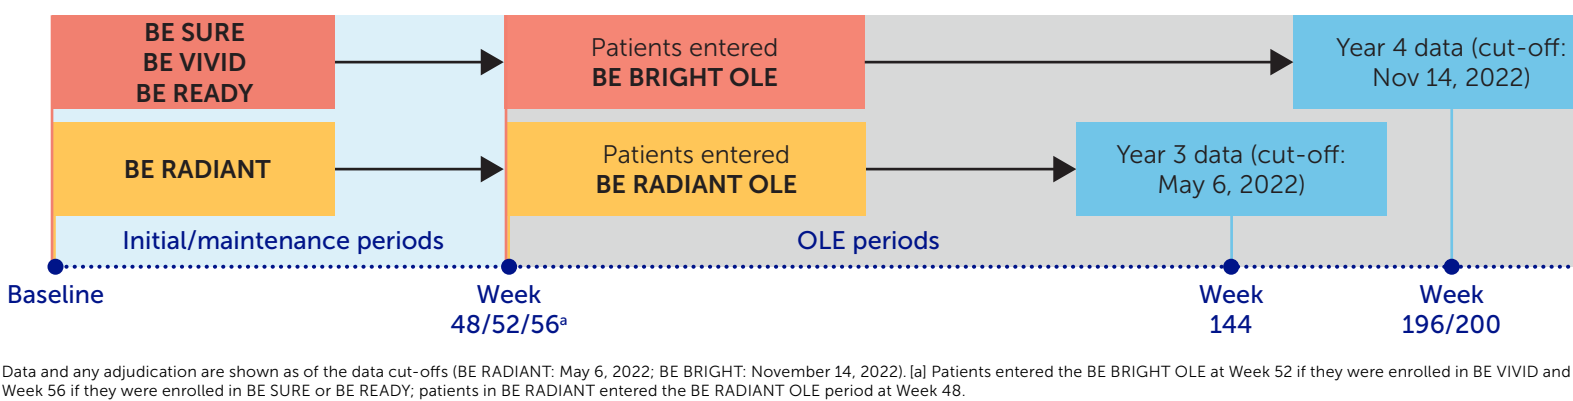 BE SURE
BE VIVID
BE READY
Patients entered
BE BRIGHT OLE
Year 4 data (cut-off:
Nov 14, 2022)
BE RADIANT
Patients entered
BE RADIANT OLE
Year 3 data (cut-off:
May 6, 2022)
Initial/maintenance periods
OLE periods
Baseline
Week
48/52/56ᵃ
Week
144
Week
196/200
Data and any adjudication are shown as of the data cut-offs (BE RADIANT: May 6, 2022; BE BRIGHT: November 14, 2022). [a] Patients entered the BE BRIGHT OLE at Week 52 if they were enrolled in BE VIVID and
Week 56 if they were enrolled in BE SURE or BE READY; patients in BE RADIANT entered the BE RADIANT OLE period at Week 48.